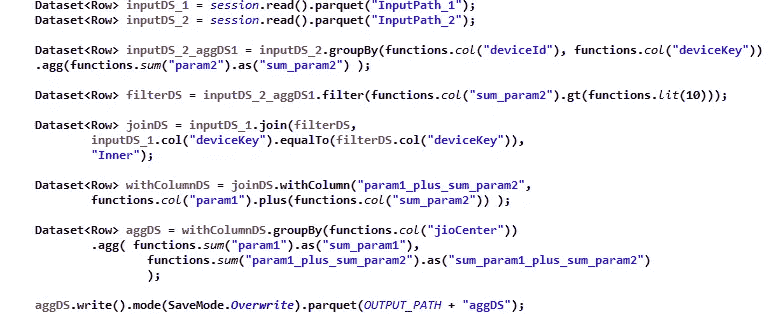 Dataset<Row> inputDS_1 = session.read().parquet("InputPath_1");
Dataset<Row> inputDS_2 = session.read().parquet("InputPath_2");
Dataset<Row> inputDS_2_aggDS1 = inputDS_2.groupBy(functions.col("deviceId"), functions.col("deviceKey"))
.agg(functions.sum("param2").as("sum_param2") );
Dataset<Row> filterDS = inputDS_2_aggDS1.filter(functions.col("sum_param2").gt(functions.lit(10)));
Dataset<Row> joinDS = inputDS_1.join(filterDS,
inputDS_1.col("deviceKey").equalTo(filterDS.col("deviceKey")),
"Inner");
Dataset<Row> withColumnDS = joinDS.withColumn("param1_plus_sum_param2",
functions.col("param1").plus(functions.col("sum_param2")) );
Dataset<Row> aggDS = withColumnDS.groupBy(functions.col("jioCenter"))
.agg( functions.sum("param1").as("sum_param1"),
functions.sum("param1_plus_sum_param2").as("sum_param1_plus_sum_param2")
);
aggDS.write().mode(SaveMode.Overwrite).parquet(OUTPUT_PATH + "aggDS");